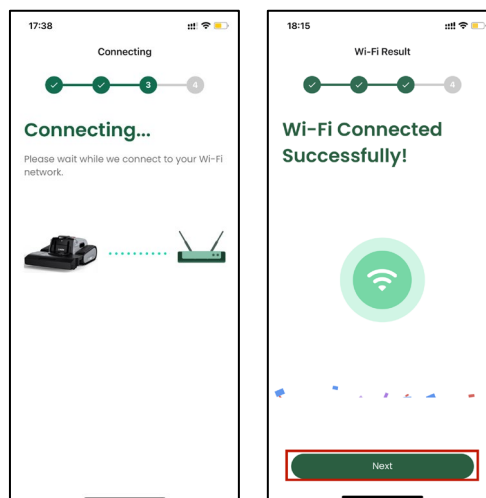 17:38
Connecting
3
4
Connecting...
Please wait while we connect to your Wi-Fi
network.
18:15
Wi-Fi Result
4
Wi-Fi Connected
Successfully!
Next